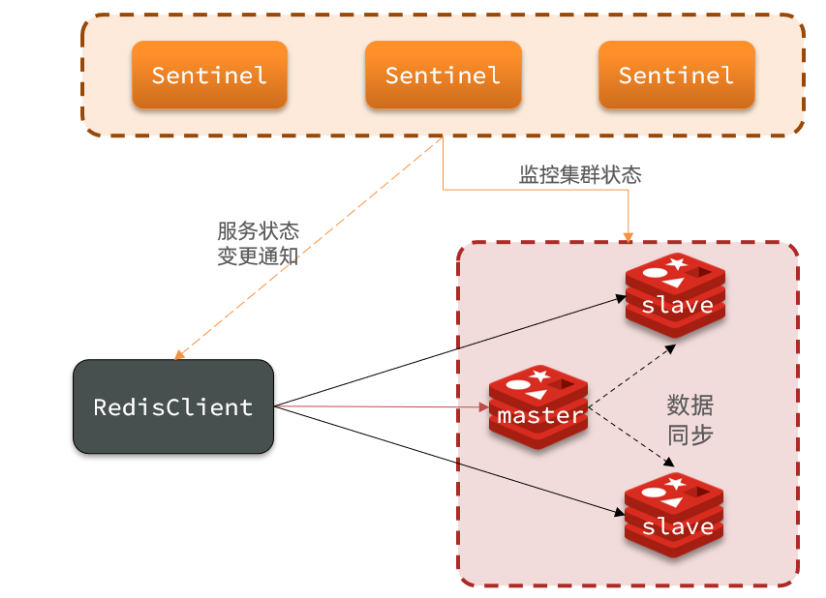 Sentinel
Sentinel
Sentinel
监控集群状态
服务状态
变更通知
slave
RedisClient
master
数据
同步
slave